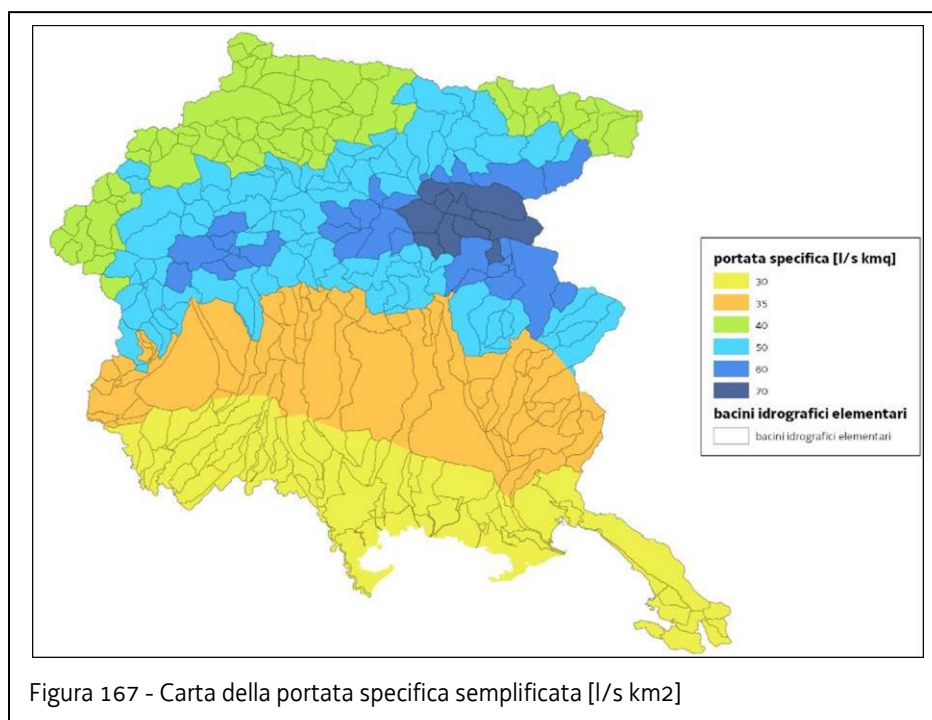 portata specifica [l/s kmq]
30
35
40
50
60
70
bacini idrografici elementari
bacini idrografici elementari
Figura 167 - Carta della portata specifica semplificata [l/s km2]